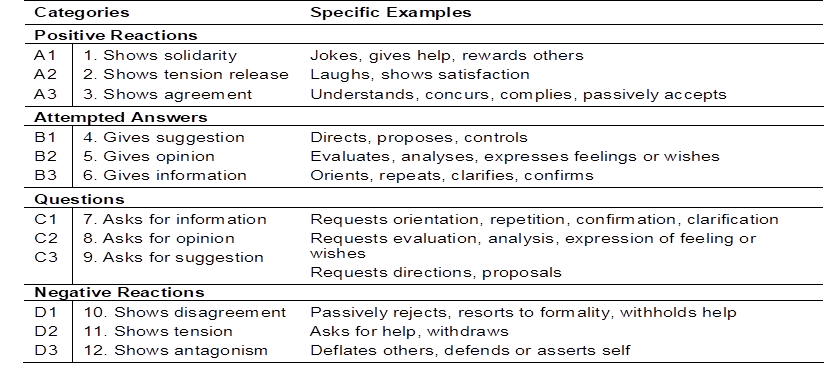 Categories Specific Examples
Positive Reactions
A1 1. Shows solidarity Jokes, gives help, rewards others
A2 2. Shows tension release Laughs, shows satisfaction
A3 3. Shows agreement Understands, concurs, complies, passively accepts
Attempted Answers
B1 4. Gives suggestion Directs, proposes, controls
B2 5. Gives opinion Evaluates, analyses, expresses feelings or wishes
B3 6. Gives information Orients, repeats, clarifies, confirms
Questions
C1 7. Asks for information Requests orientation, repetition, confirmation, clarification
C2 8. Asks for opinion Requests evaluation, analysis, expression of feeling or
C3 9. Asks for suggestion wishes
Requests directions, proposals
Negative Reactions
D1 10. Shows disagreement Passively rejects, resorts to formality, withholds help
D2 11. Shows tension Asks for help, withdraws
D3 12. Shows antagonism Deflates others, defends or asserts self